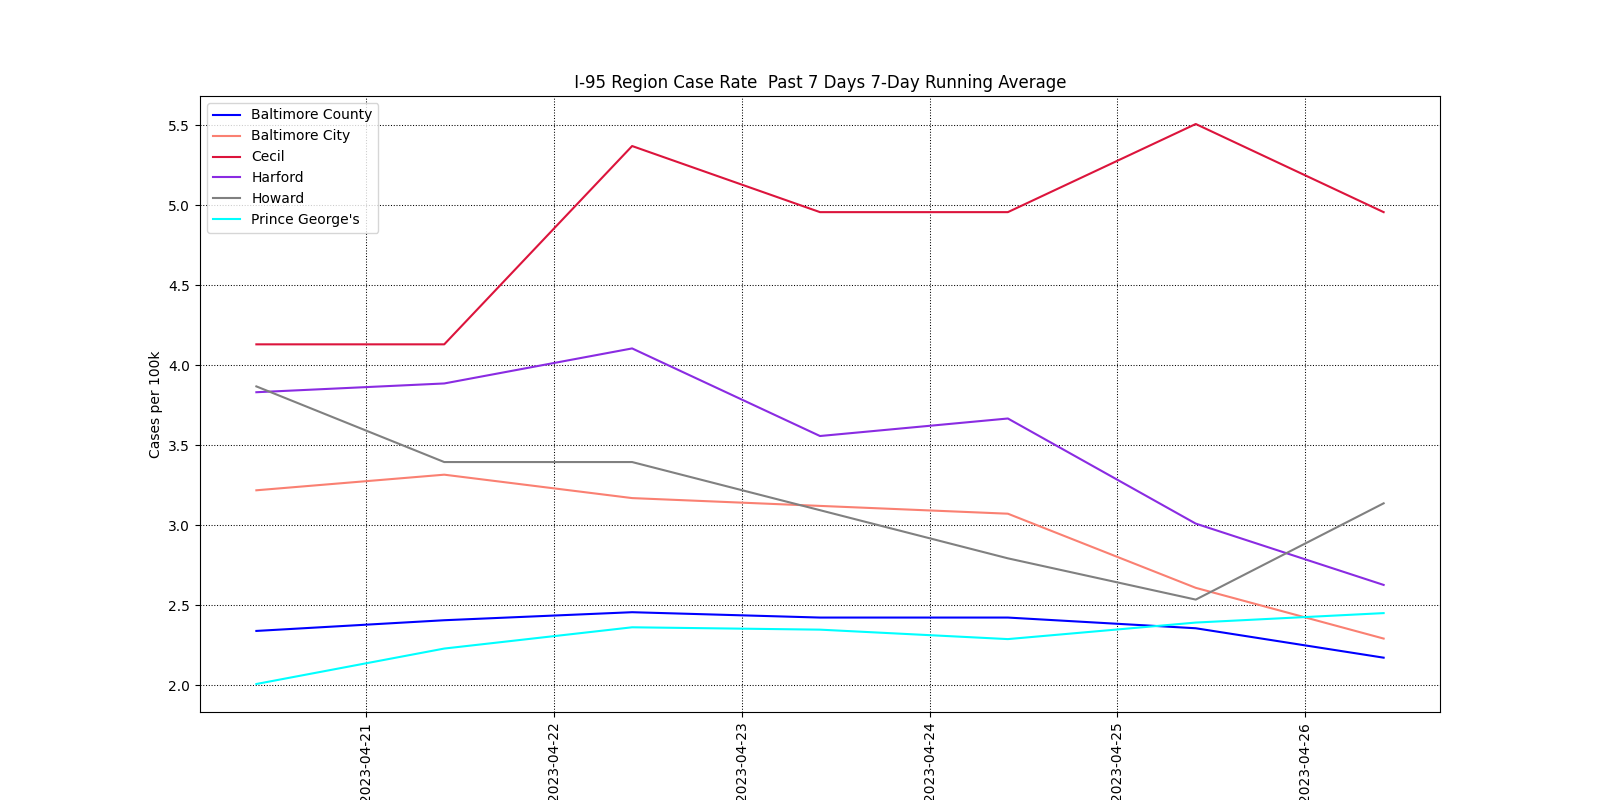 I-95 Region Case Rate  Past 7 Days 7-Day Running Average
Baltimore County
Baltimore City
Cecil
Harford
Howard
Prince George's
Cases per 100k
5.5
5.0
4.5
4.0
3.5
3.0
2.5
2.0
2023-04-21
2023-04-22
2023-04-23
2023-04-24
2023-04-25
2023-04-26